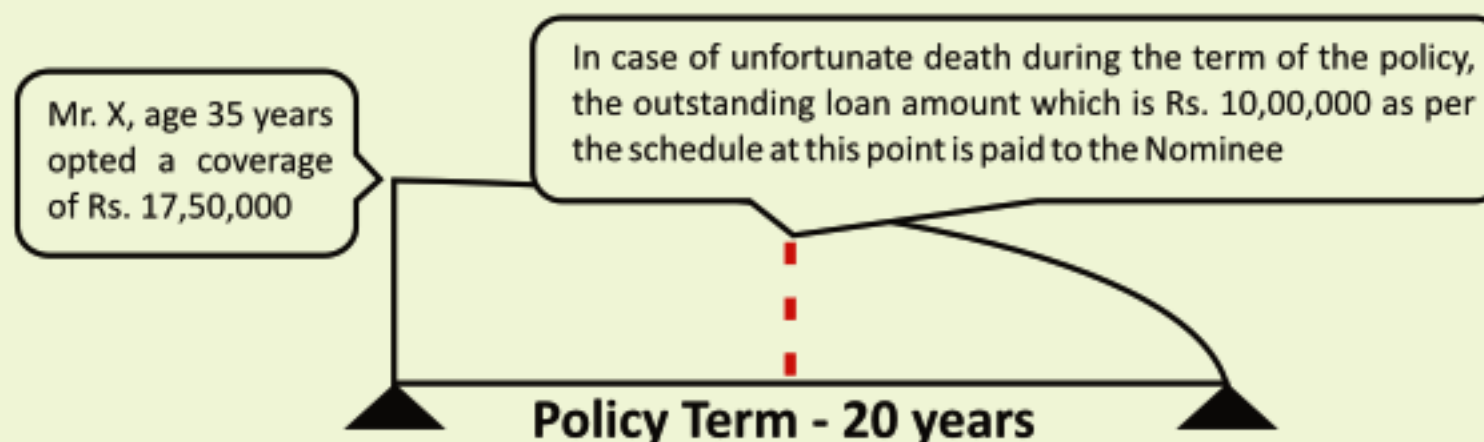 Mr. X, age 35 years
opted a coverage
of Rs. 17,50,000
In case of unfortunate death during the term of the policy,
the outstanding loan amount which is Rs. 10,00,000 as per
the schedule at this point is paid to the Nominee
Policy Term - 20 years